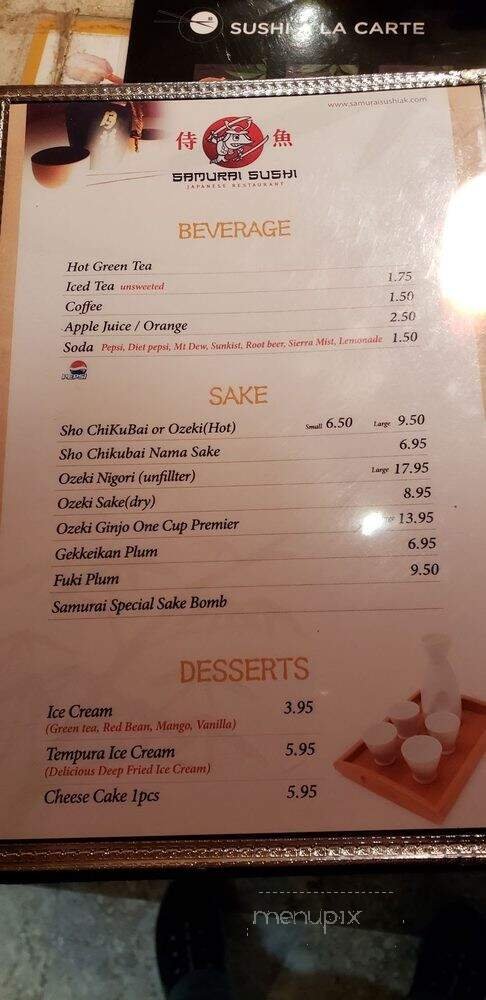 SUSHI A LA CARTE
www.samuraisushiak.com
侍 魚
SAMURAI SUSHI
JAPANESE RESTAURANT
BEVERAGE
Hot Green Tea
Iced Tea unsweeted 1.75
Coffee 1.50
Apple Juice / Orange 2.50
Soda Pepsi, Diet pepsi, Mt Dew, Sunkist, Root beer, Sierra Mist, Lemonade 1.50
PEPSI
SAKE
Sho ChiKuBai or Ozeki(Hot) Small 6.50 Large 9.50
Sho Chikubai Nama Sake 6.95
Ozeki Nigori (unfillter) Large 17.95
Ozeki Sake(dry) 8.95
Ozeki Ginjo One Cup Premier 13.95
Gekkeikan Plum 6.95
Fuki Plum 9.50
Samurai Special Sake Bomb
DESSERTS
Ice Cream 3.95
(Green tea, Red Bean, Mango, Vanilla)
Tempura Ice Cream 5.95
(Delicious Deep Fried Ice Cream)
Cheese Cake 1pcs 5.95
menupix